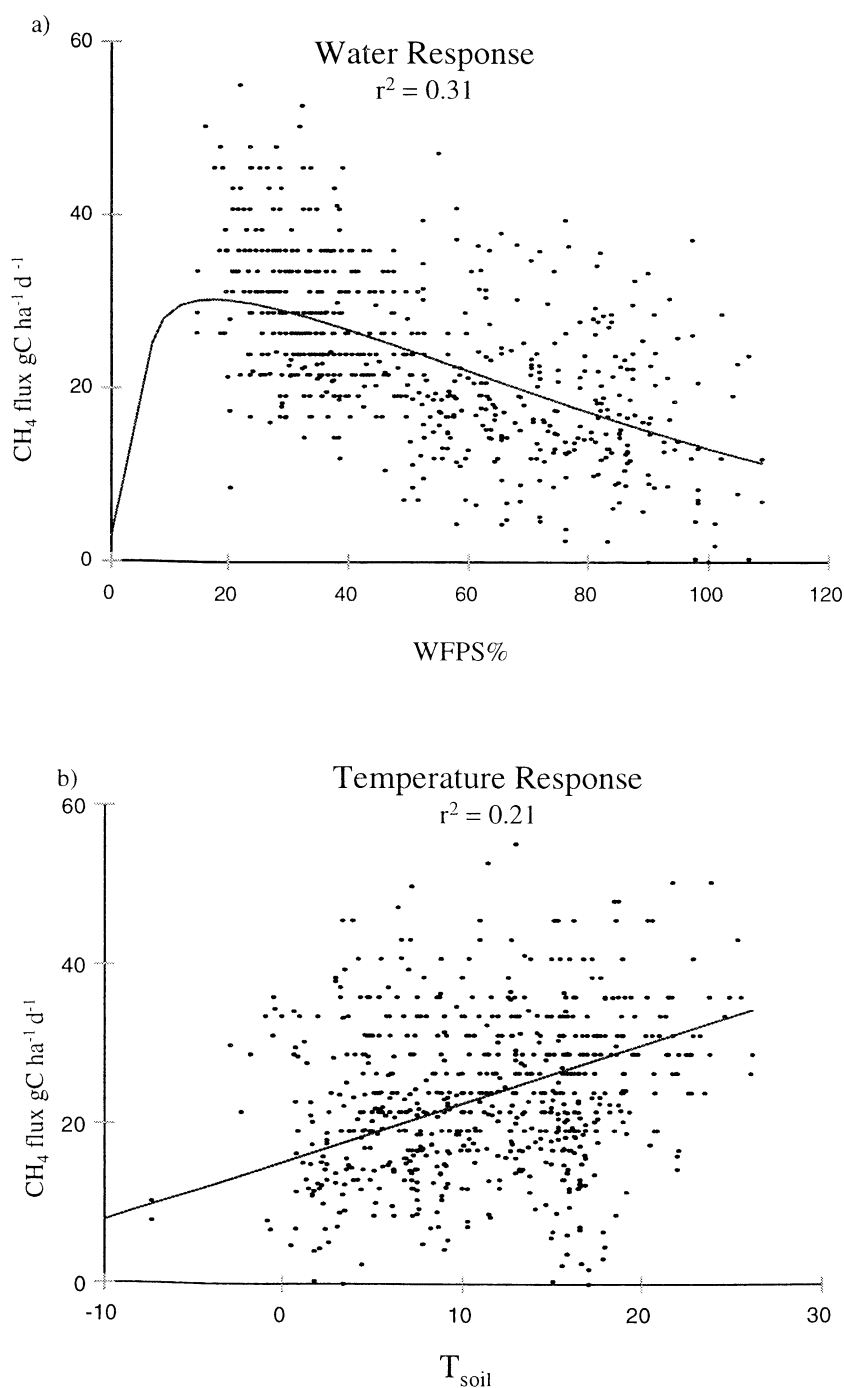 a)
Water Response
r² = 0.31
60
40
20
0
CH₄ flux gC ha⁻¹ d⁻¹
0 20 40 60 80 100 120
WFPS%
b)
Temperature Response
r² = 0.21
60
40
20
0
CH₄ flux gC ha⁻¹ d⁻¹
-10 0 10 20 30
T_soil